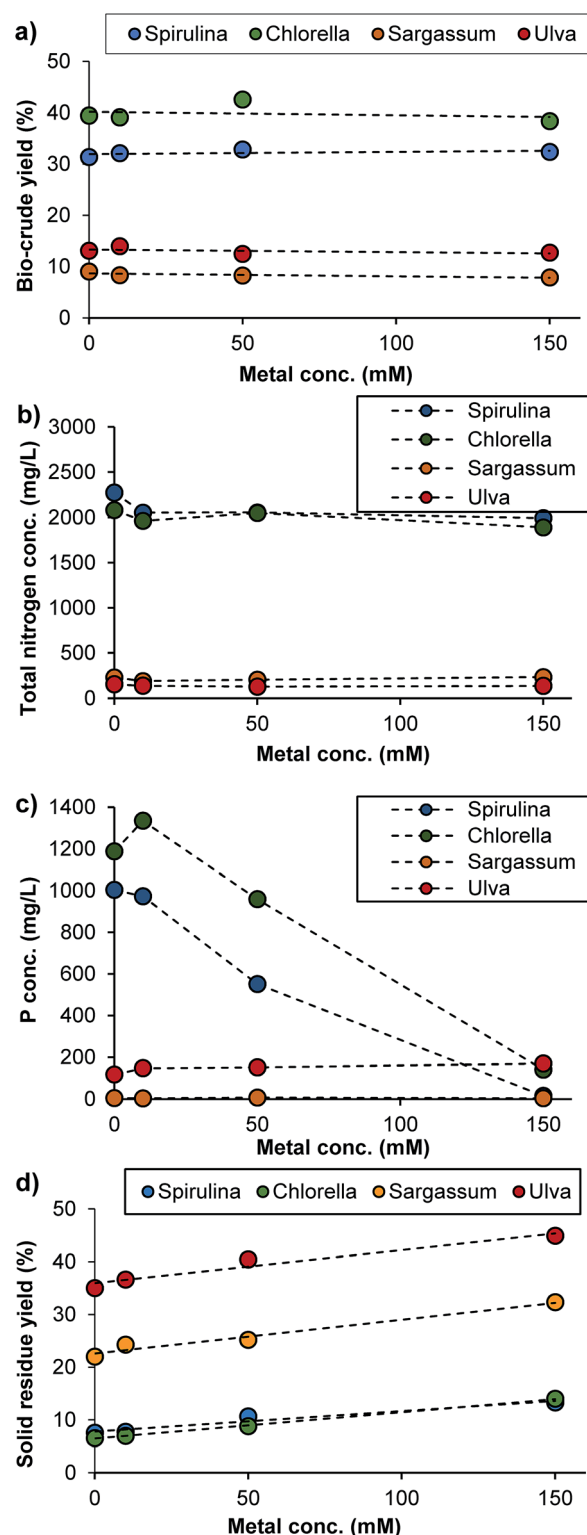 a)
Spirulina Chlorella Sargassum Ulva
Bio-crude yield (%)
60
50
40
30
20
10
0
0 50 100 150
Metal conc. (mM)
b)
Spirulina
Chlorella
Sargassum
Ulva
Total nitrogen conc. (mg/L)
3000
2500
2000
1500
1000
500
0
0 50 100 150
Metal conc. (mM)
c)
Spirulina
Chlorella
Sargassum
Ulva
P conc. (mg/L)
1400
1200
1000
800
600
400
200
0
0 50 100 150
Metal conc. (mM)
d)
Spirulina Chlorella Sargassum Ulva
Solid residue yield (%)
50
40
30
20
10
0
0 50 100 150
Metal conc. (mM)